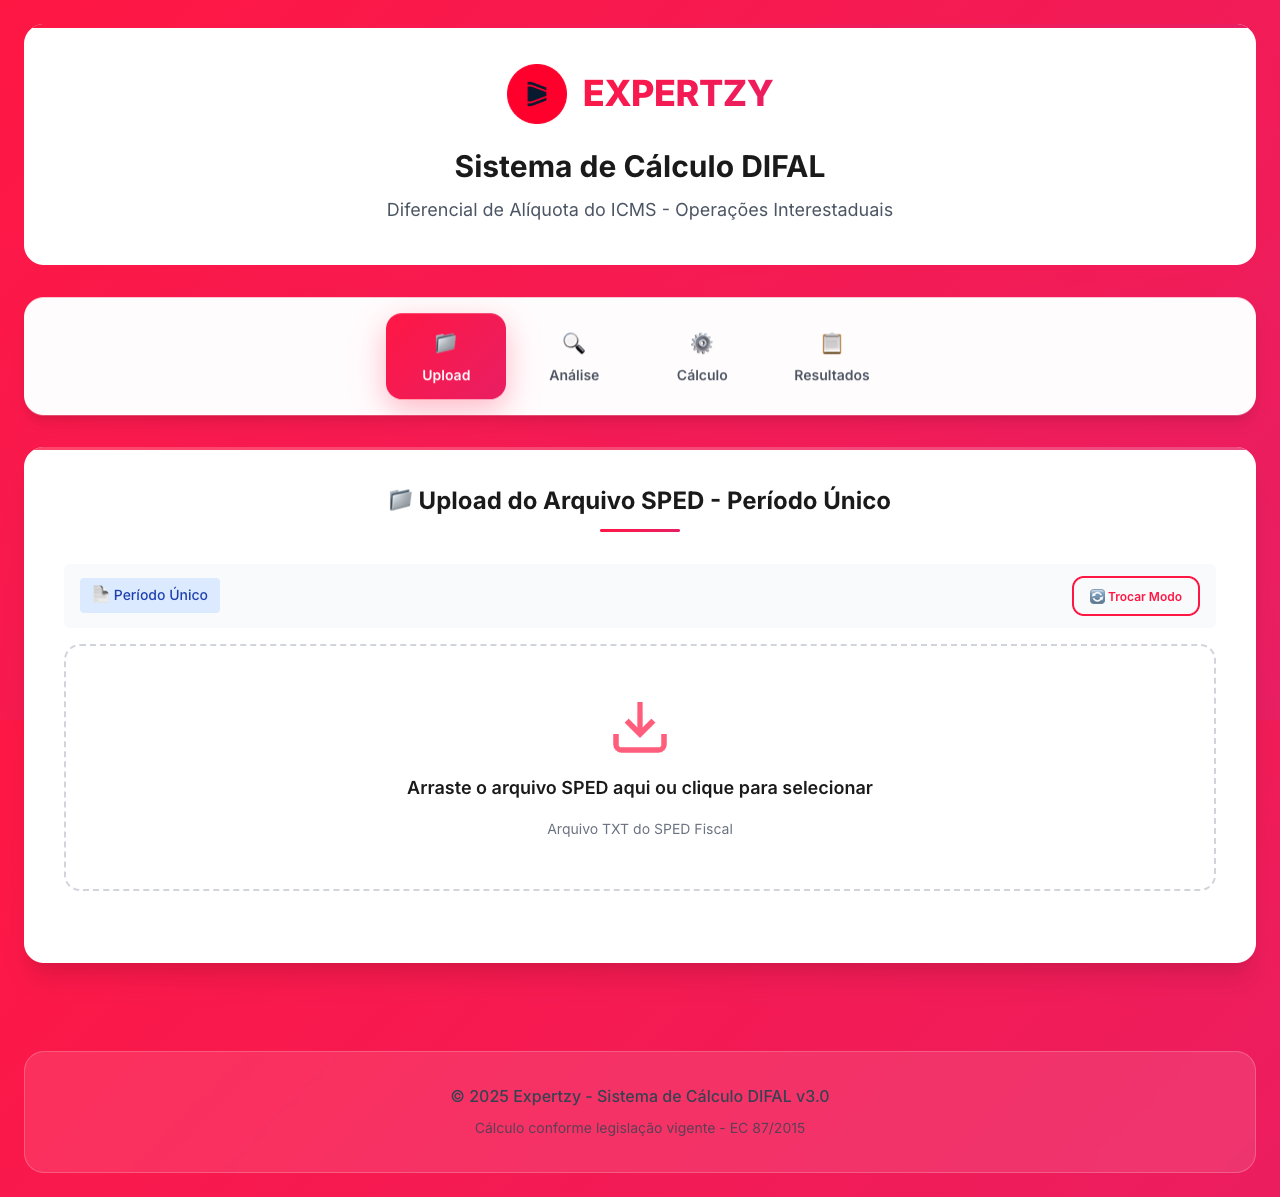 EXPERTZY
Sistema de Cálculo DIFAL
Diferencial de Alíquota do ICMS - Operações Interestaduais
Upload
Análise
Cálculo
Resultados
Upload do Arquivo SPED - Período Único
Período Único
Trocar Modo
Arraste o arquivo SPED aqui ou clique para selecionar
Arquivo TXT do SPED Fiscal
© 2025 Expertzy - Sistema de Cálculo DIFAL v3.0
Cálculo conforme legislação vigente - EC 87/2015